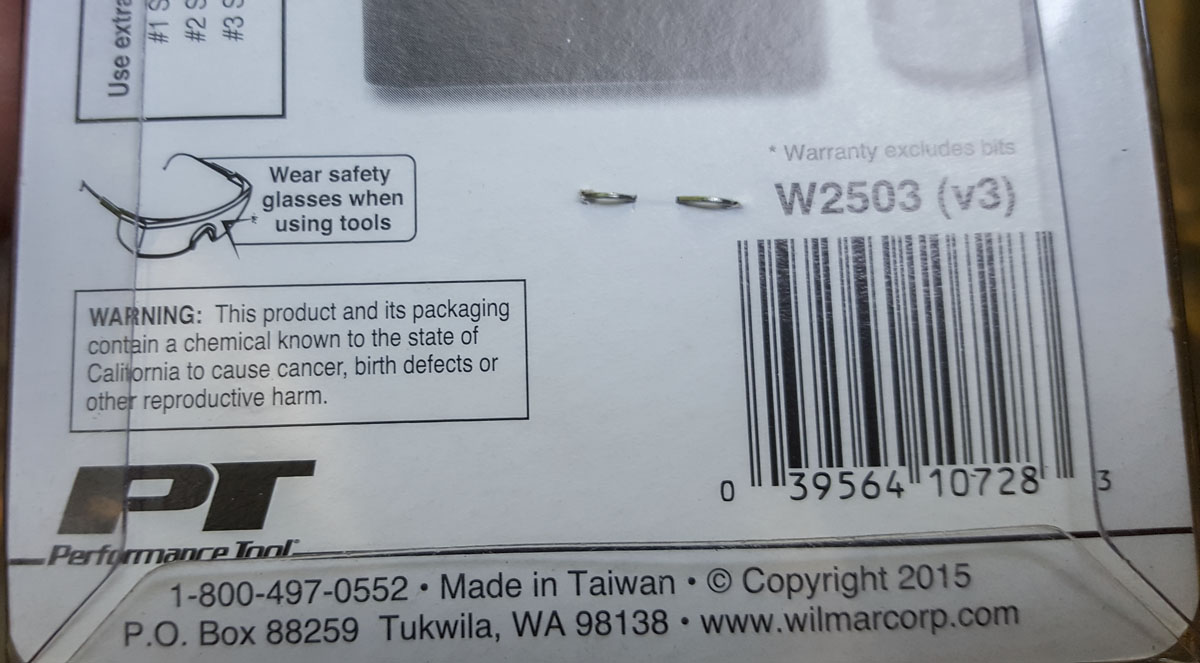 Use extra
#1 S
#2 S
#3 S
Wear safety
glasses when
using tools
* Warranty excludes bits
W2503 (v3)
WARNING: This product and its packaging
contain a chemical known to the state of
California to cause cancer, birth defects or
other reproductive harm.
0 39564 10728 3
PT
Performance Tool
1-800-497-0552 • Made in Taiwan • © Copyright 2015
P.O. Box 88259 Tukwila, WA 98138 • www.wilmarcorp.com